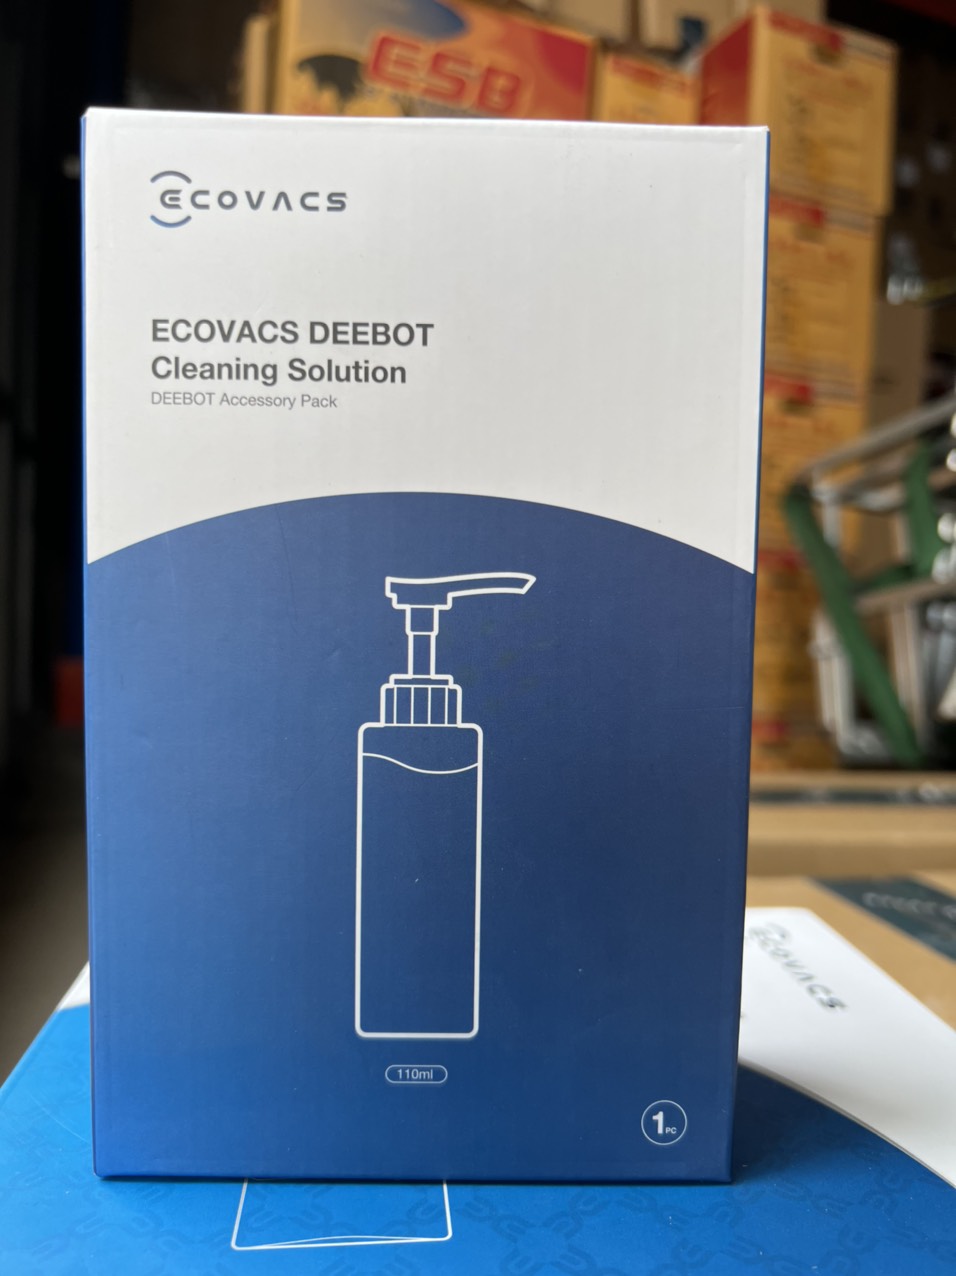 ESB
ECOVACS
ECOVACS DEEBOT
Cleaning Solution
DEEBOT Accessory Pack
110ml
1PC
ECOVACS